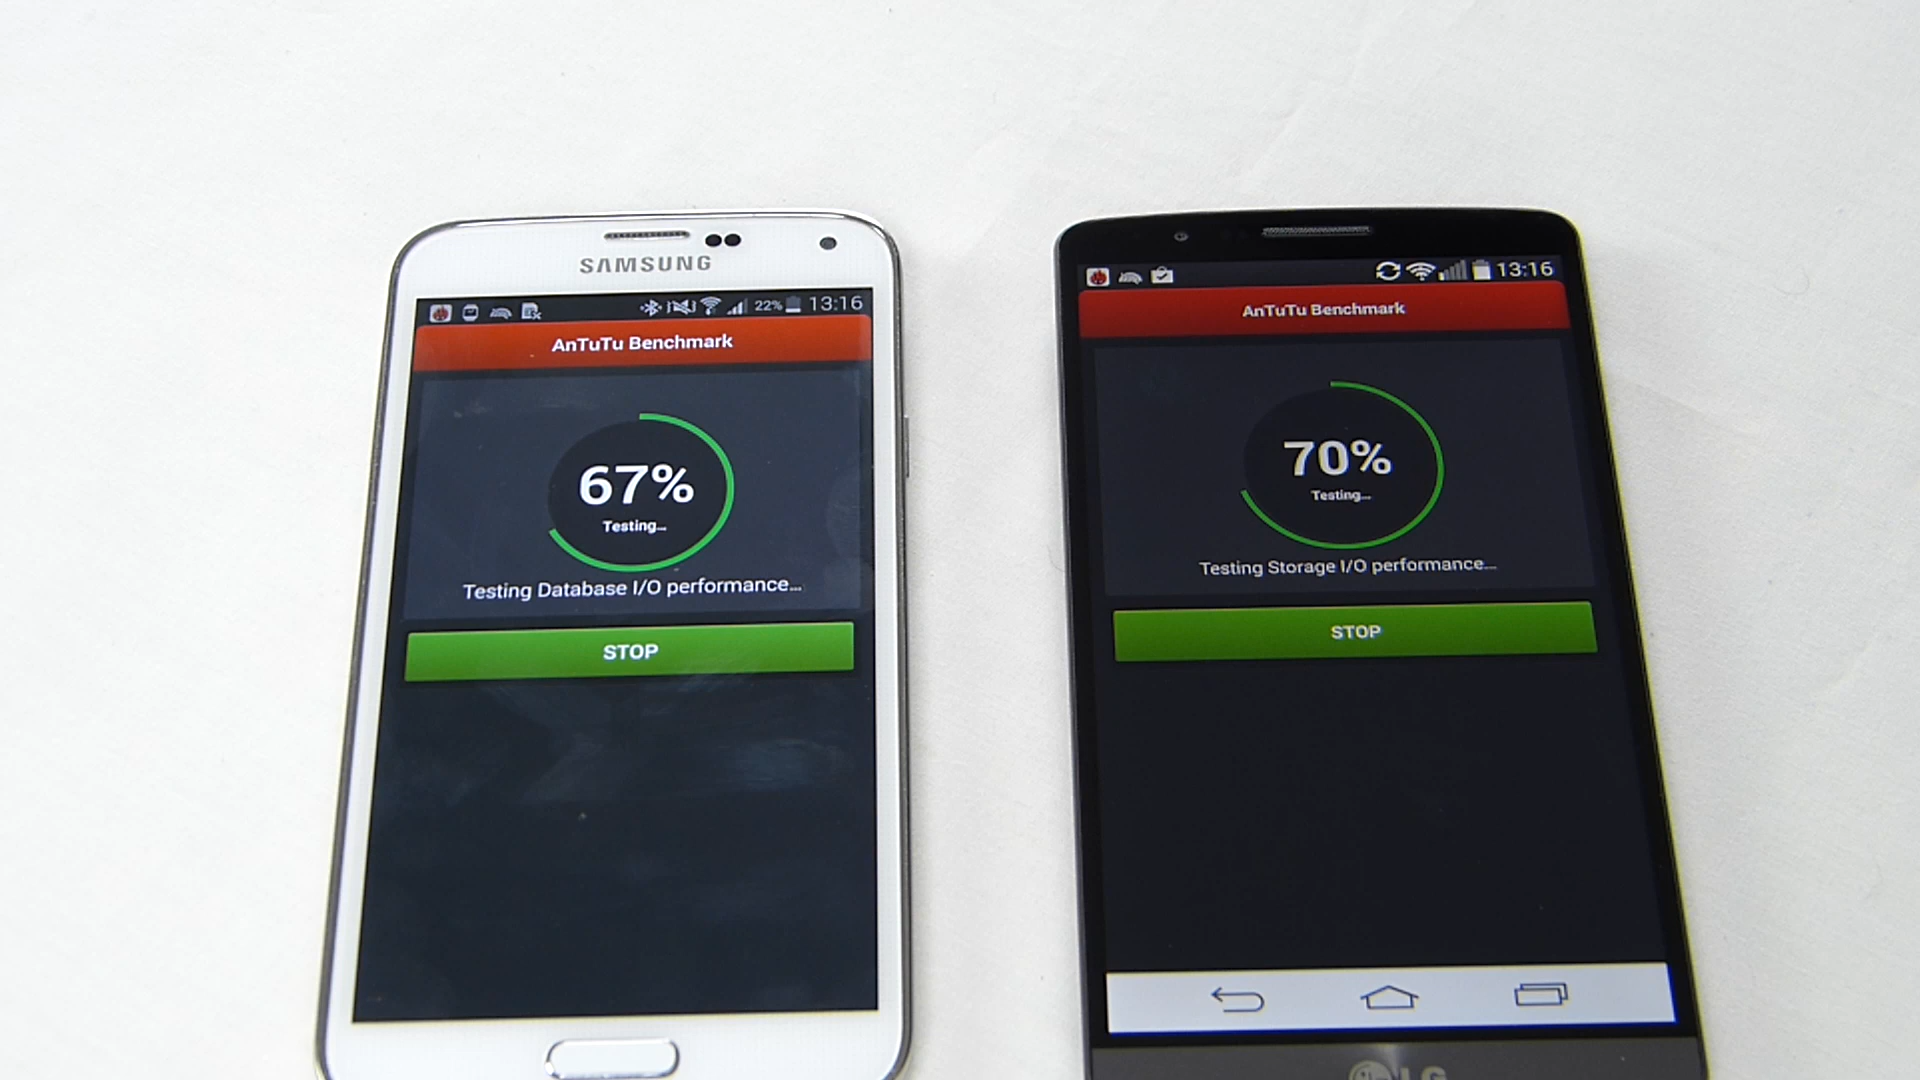 SAMSUNG
22% 13:16
AnTuTu Benchmark
67%
Testing...
Testing Database I/O performance...
STOP
13:16
AnTuTu Benchmark
70%
Testing...
Testing Storage I/O performance...
STOP
LG